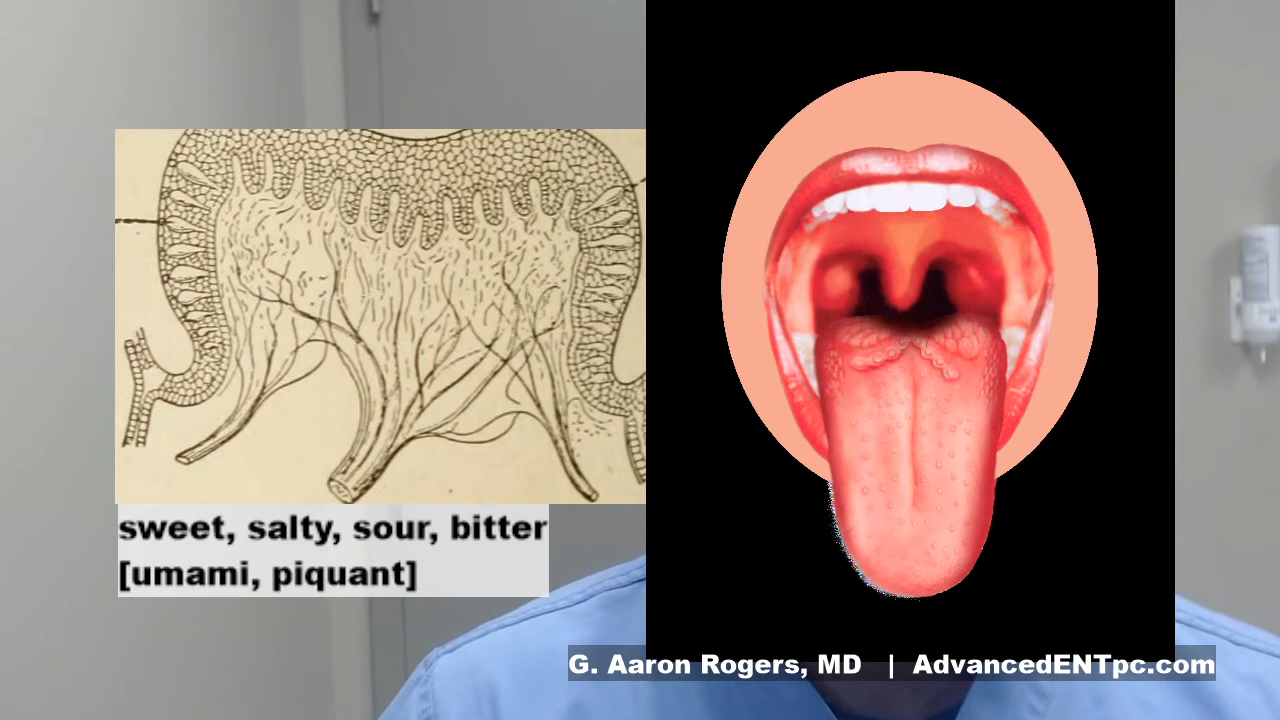 sweet, salty, sour, bitter
[umami, piquant]
G. Aaron Rogers, MD | AdvancedENTpc.com